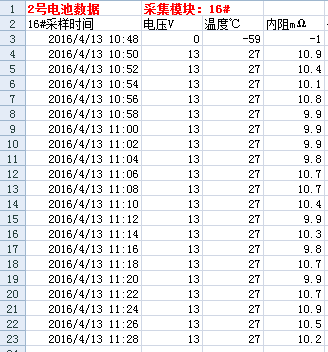 1 2号电池数据 采集模块：16#
2 16#采样时间 电压V 温度℃ 内阻mΩ
3 2016/4/13 10:48 0 -59 -1
4 2016/4/13 10:50 13 27 10.9
5 2016/4/13 10:52 13 27 10.4
6 2016/4/13 10:54 13 27 10.1
7 2016/4/13 10:56 13 27 10.8
8 2016/4/13 10:58 13 27 9.9
9 2016/4/13 11:00 13 27 9.9
10 2016/4/13 11:02 13 27 9.9
11 2016/4/13 11:04 13 27 9.8
12 2016/4/13 11:06 13 27 10.7
13 2016/4/13 11:08 13 27 10.7
14 2016/4/13 11:10 13 27 10.4
15 2016/4/13 11:12 13 27 9.9
16 2016/4/13 11:14 13 27 10.3
17 2016/4/13 11:16 13 27 9.8
18 2016/4/13 11:18 13 27 10.7
19 2016/4/13 11:20 13 27 9.9
20 2016/4/13 11:22 13 27 10.7
21 2016/4/13 11:24 13 27 10.9
22 2016/4/13 11:26 13 27 10.5
23 2016/4/13 11:28 13 27 10.2